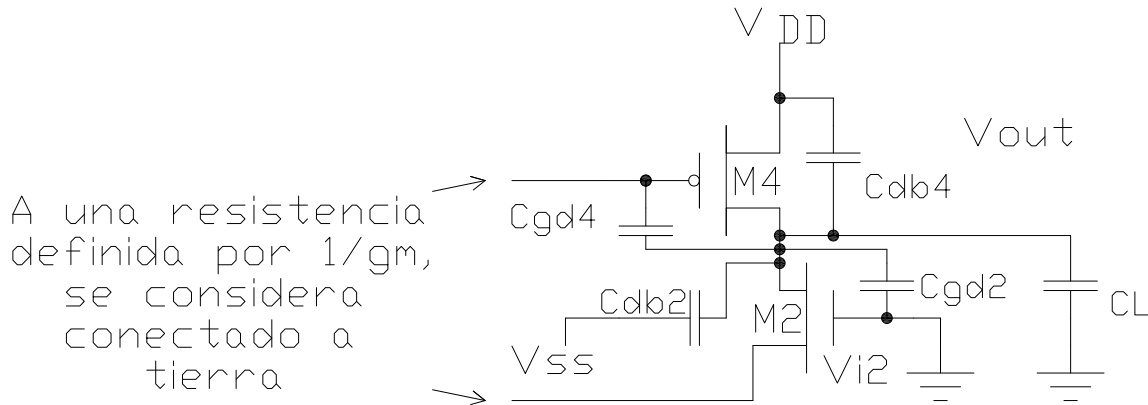 V DD
Vout
M4
Cdb4
Cgd4
A una resistencia
definida por 1/gm,
se considera
conectado a
tierra
Cdb2
M2
Cgd2
CL
Vss
Vi2